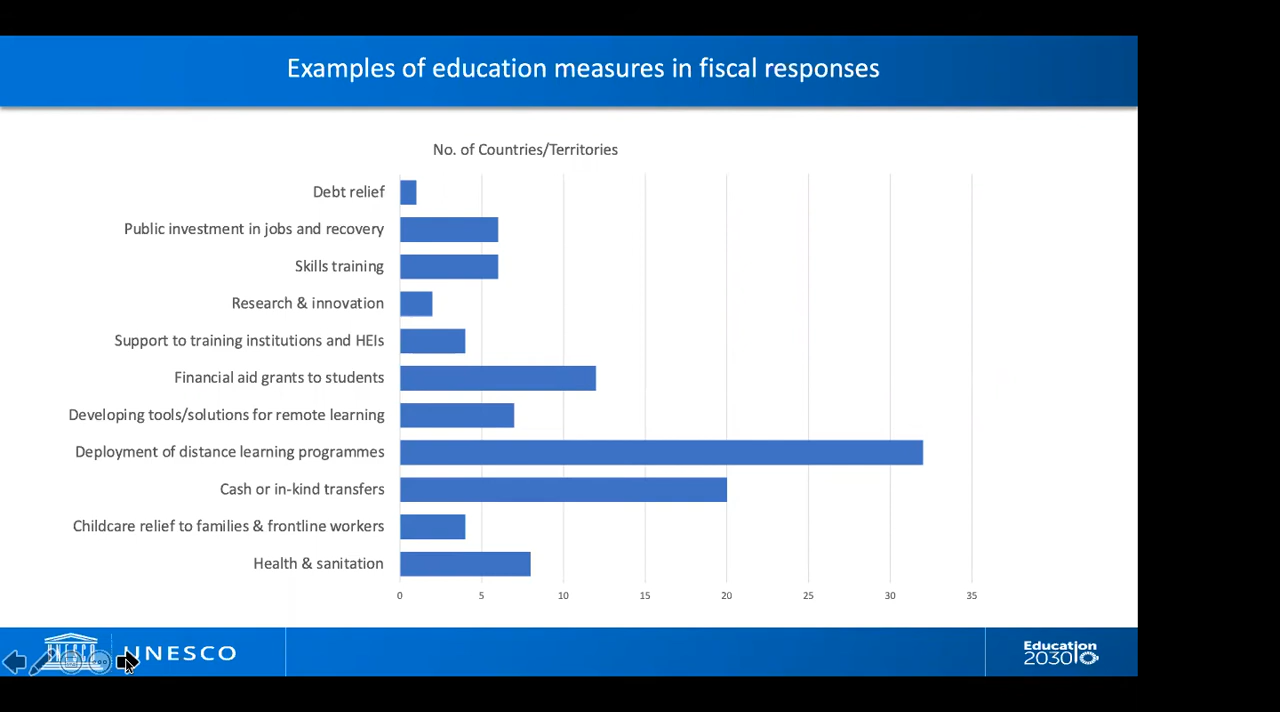 Examples of education measures in fiscal responses
No. of Countries/Territories
Debt relief
Public investment in jobs and recovery
Skills training
Research & innovation
Support to training institutions and HEIs
Financial aid grants to students
Developing tools/solutions for remote learning
Deployment of distance learning programmes
Cash or in-kind transfers
Childcare relief to families & frontline workers
Health & sanitation
0 5 10 15 20 25 30 35
UNESCO
UNESCO
Education
2030